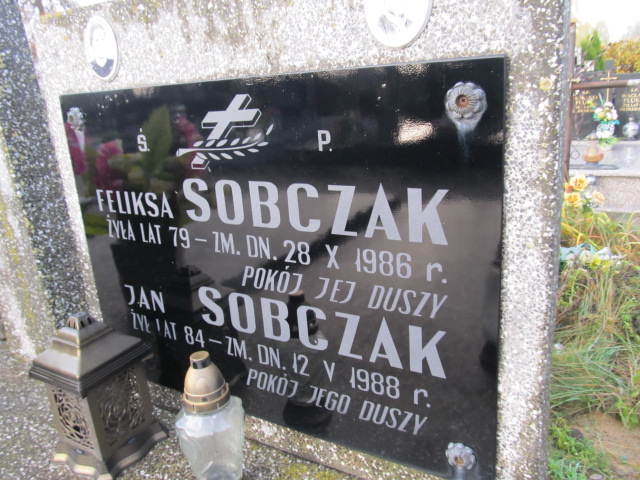 Ś. P.
FELIKSA SOBCZAK
ŻYŁA LAT 79 – ZM. DN. 28 X 1986 r.
POKÓJ JEJ DUSZY
JAN SOBCZAK
ŻYŁ LAT 84 – ZM. DN. 12 V 1988 r.
POKÓJ JEGO DUSZY